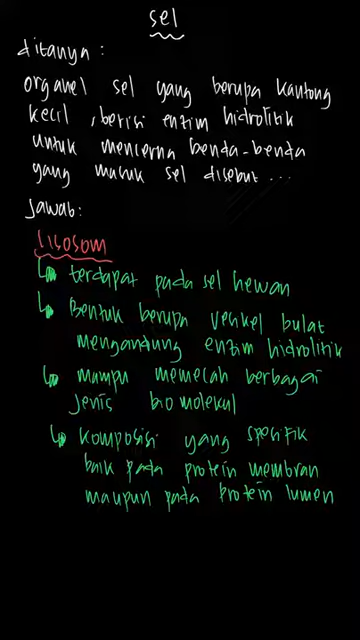 sel
ditanya :
organel sel yang berupa kantong
kecil, berisi enzim hidrolitik
untuk mencerna benda-benda
yang masuk sel disebut ...
Jawab:
Lisosom
↳ terdapat pada sel hewan
↳ Bentuk berupa vesikel bulat
mengandung enzim hidrolitik
↳ mampu memecah berbagai
jenis biomolekul
↳ komposisi yang spesifik
baik pada protein membran
maupun pada protein lumen